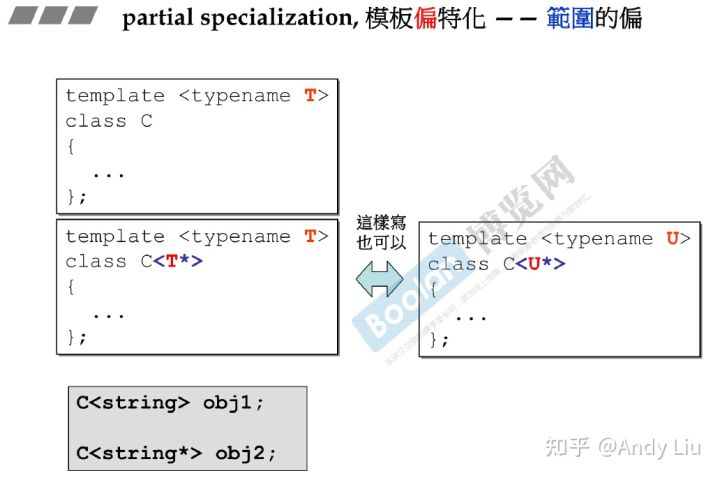 partial specialization, 模板偏特化 —— 範圍的偏
template <typename T>
class C
{
...
};
template <typename T>
class C<T*>
{
...
};
這樣寫
也可以
template <typename U>
class C<U*>
{
...
};
C<string> obj1;
C<string*> obj2;
Boolan 博览网
知乎 @Andy Liu